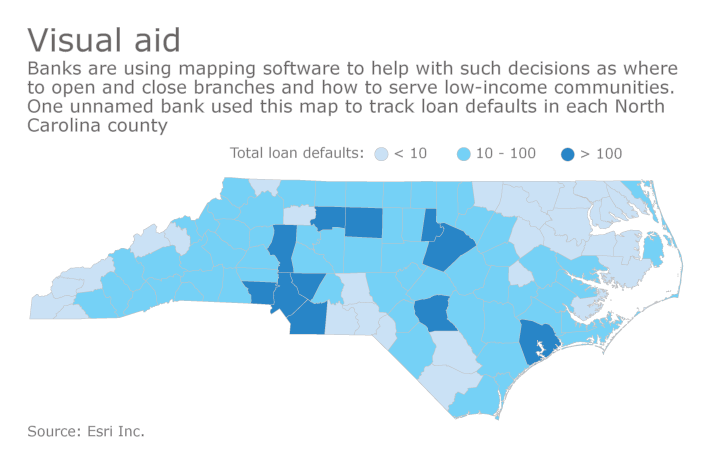 Visual aid
Banks are using mapping software to help with such decisions as where
to open and close branches and how to serve low-income communities.
One unnamed bank used this map to track loan defaults in each North
Carolina county
Total loan defaults: < 10 10 - 100 > 100
Source: Esri Inc.